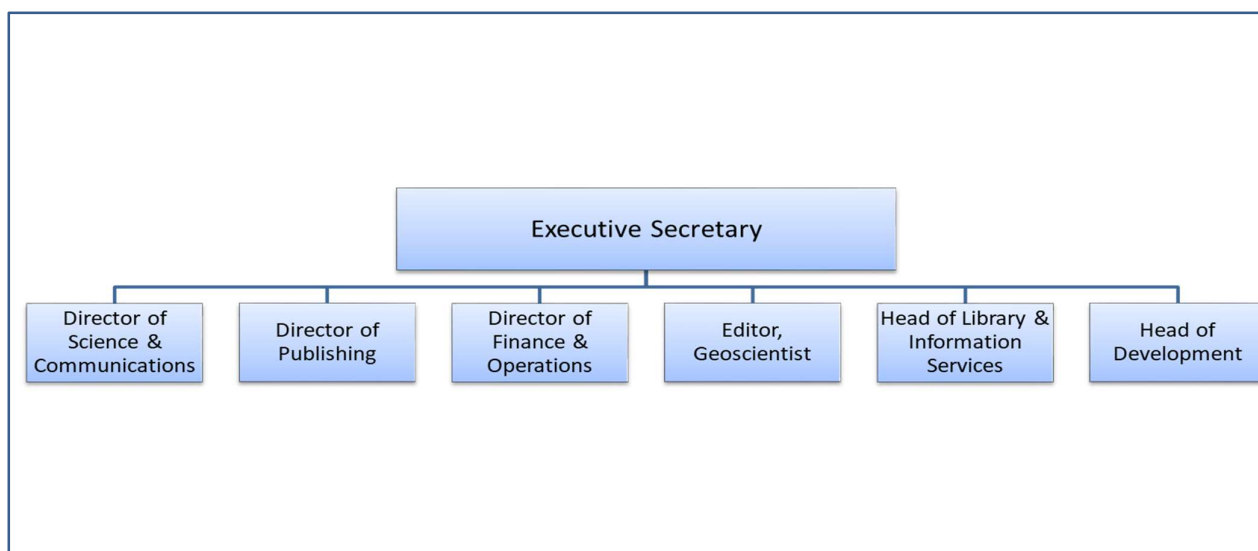 Executive Secretary
Director of
Science &
Communications
Director of
Publishing
Director of
Finance &
Operations
Editor,
Geoscientist
Head of Library &
Information
Services
Head of
Development